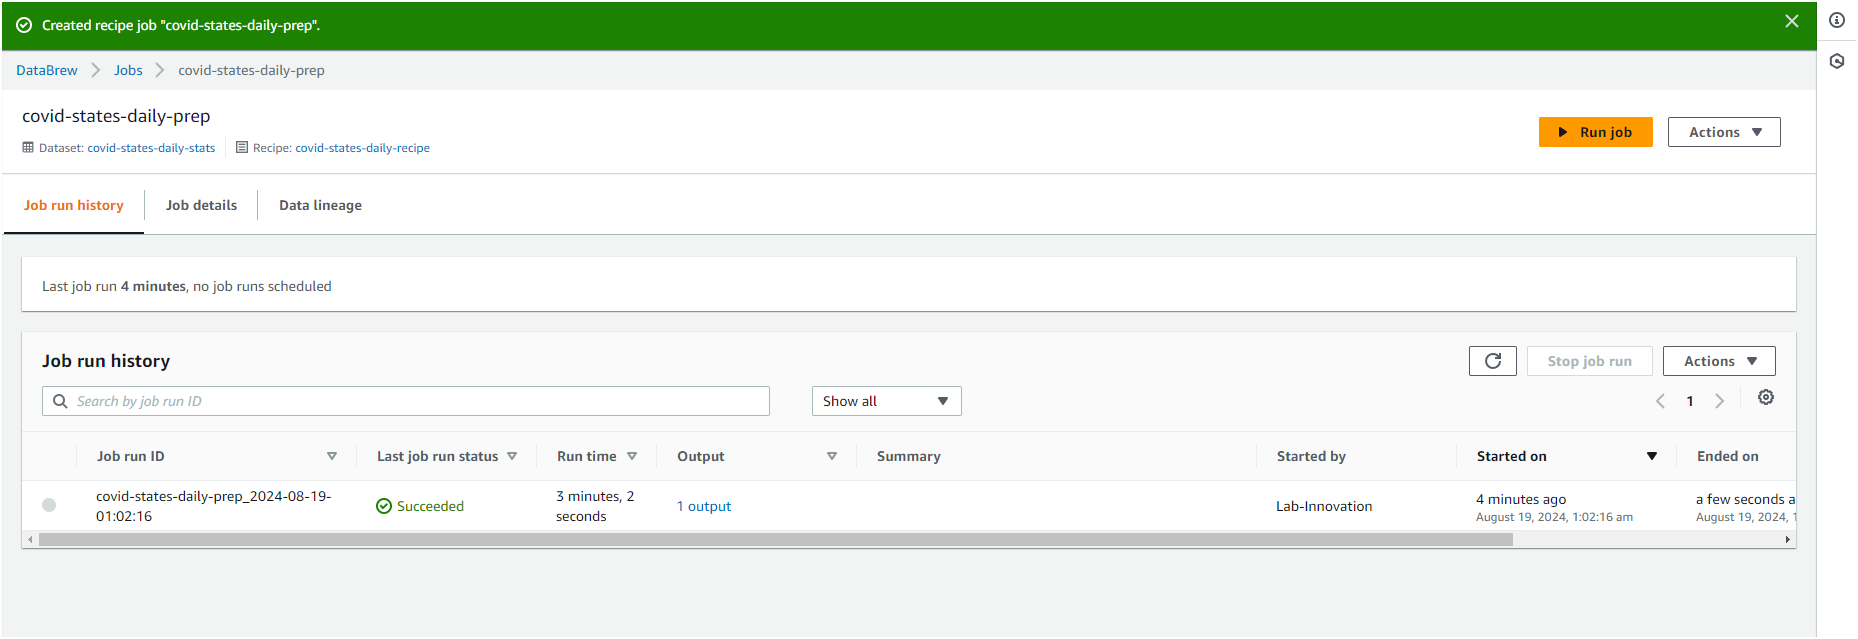 Created recipe job "covid-states-daily-prep".
DataBrew Jobs covid-states-daily-prep
covid-states-daily-prep
Run job Actions
Dataset: covid-states-daily-stats Recipe: covid-states-daily-recipe
Job run history Job details Data lineage
Last job run 4 minutes, no job runs scheduled
Job run history Stop job run Actions
Search by job run ID Show all 1
Job run ID Last job run status Run time Output Summary Started by Started on Ended on
covid-states-daily-prep_2024-08-19-
01:02:16
Succeeded
3 minutes, 2
seconds
1 output
Lab-Innovation
4 minutes ago
August 19, 2024, 1:02:16 am
a few seconds a
August 19, 2024, 1